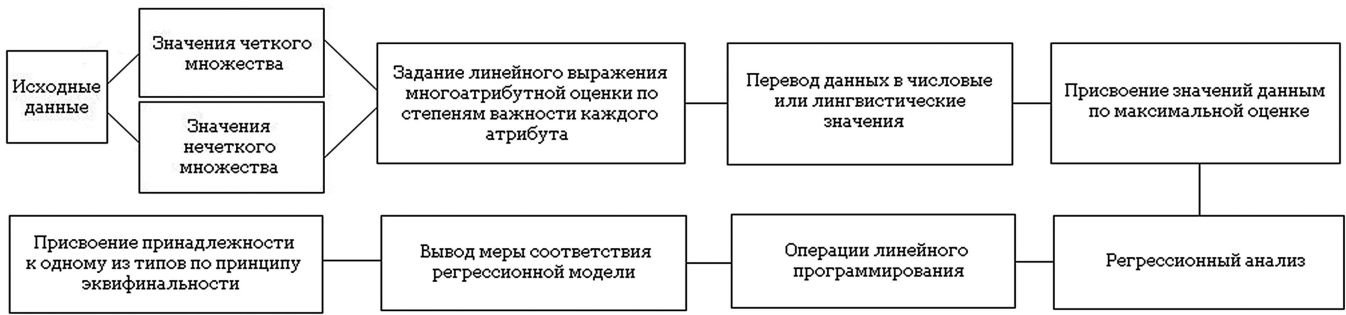 Исходные
данные
Значения четкого
множества
Значения
нечеткого
множества
Задание линейного выражения
многоатрибутной оценки по
степеням важности каждого
атрибута
Перевод данных в числовые
или лингвистические
значения
Присвоение значений данным
по максимальной оценке
Регрессионный анализ
Операции линейного
программирования
Вывод меры соответствия
регрессионной модели
Присвоение принадлежности
к одному из типов по принципу
эквифинальности